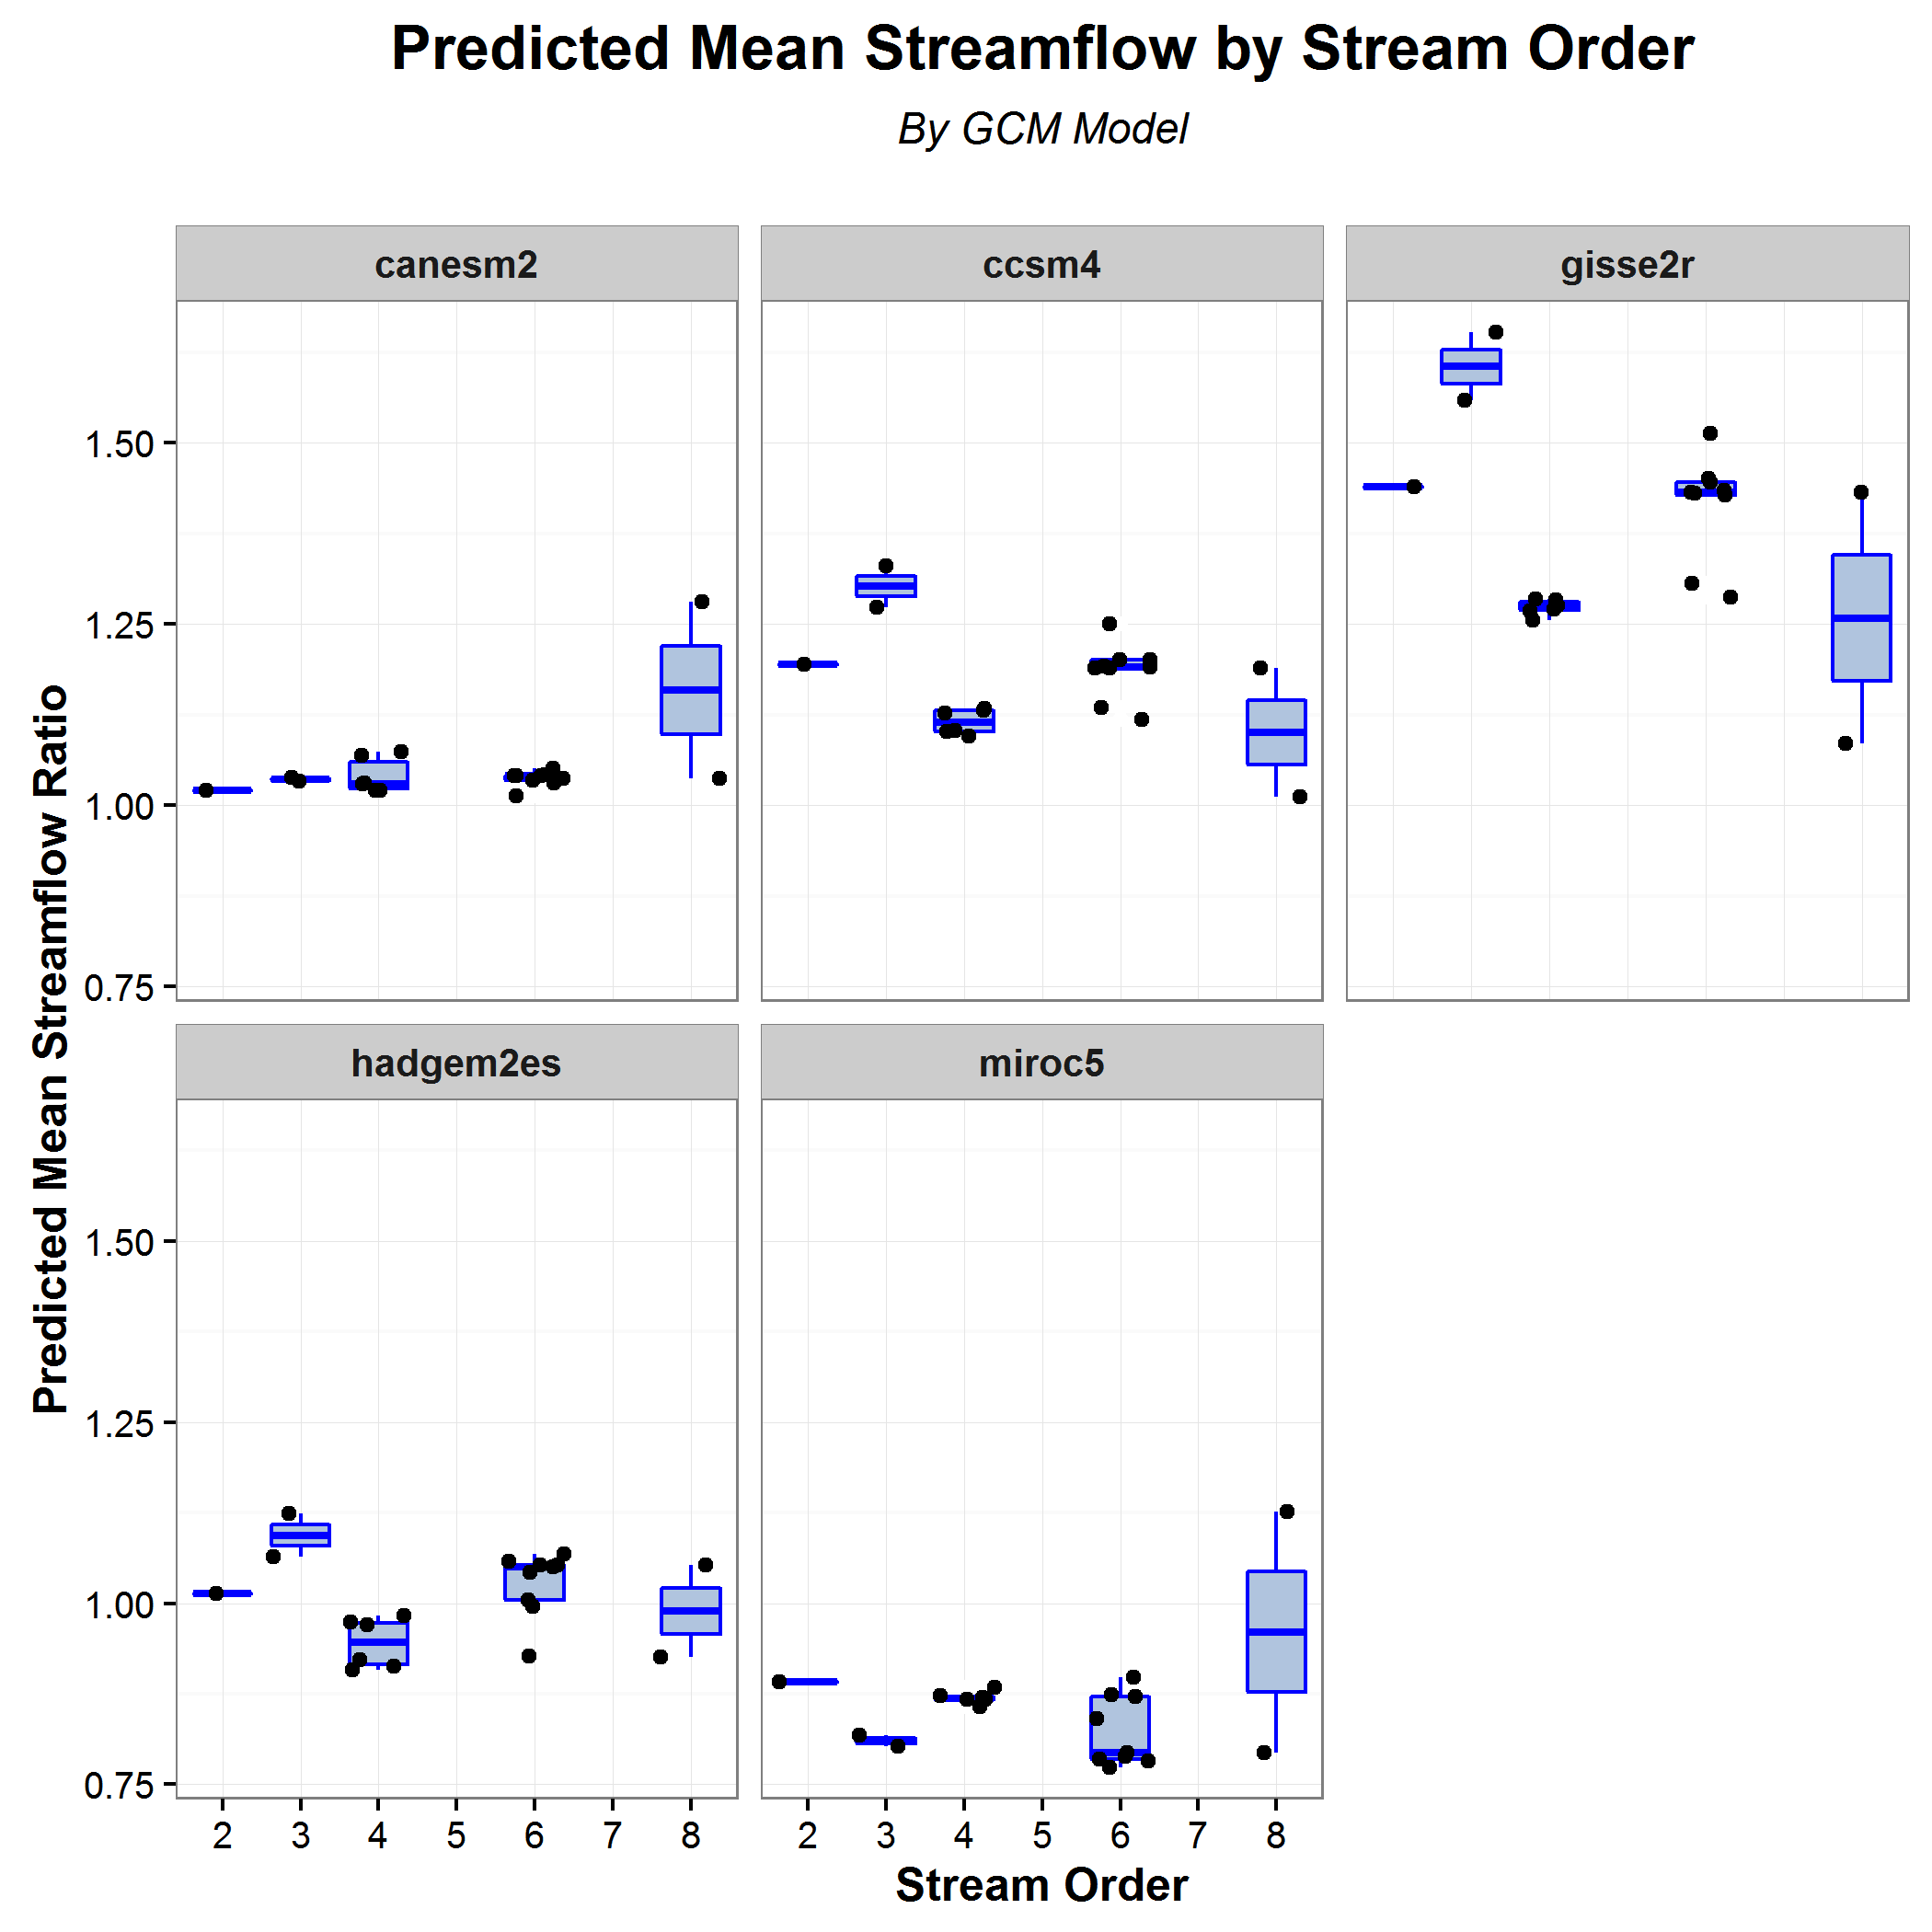 Predicted Mean Streamflow by Stream Order
By GCM Model
canesm2
ccsm4
gisse2r
Predicted Mean Streamflow Ratio
1.50
1.25
1.00
0.75
hadgem2es
miroc5
1.50
1.25
1.00
0.75
2 3 4 5 6 7 8
2 3 4 5 6 7 8
Stream Order